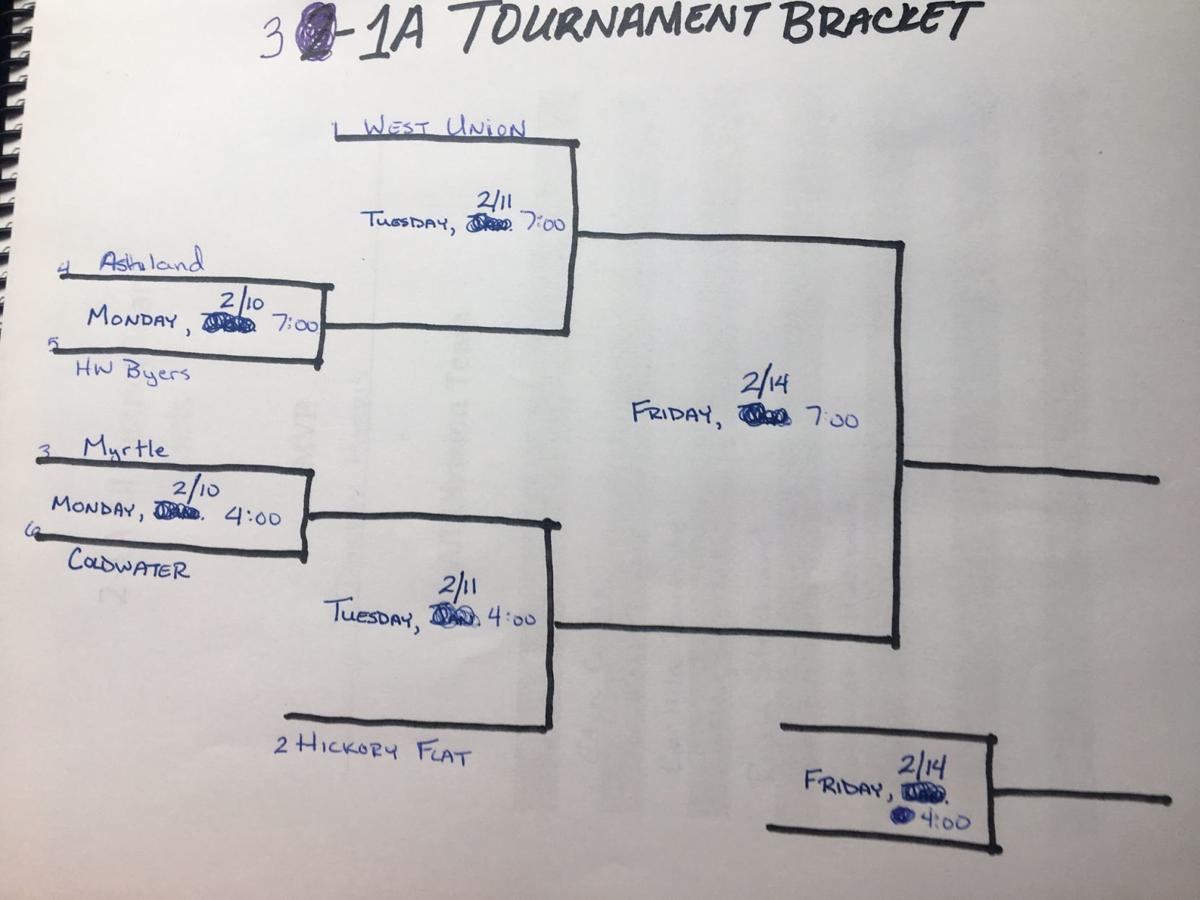 3 -1A TOURNAMENT BRACKET
1 WEST UNION
2/11
TUESDAY, 7:00
4 Ashland
2/10
MONDAY, 7:00
5
HW Byers
2/14
FRIDAY, 7:00
3 Myrtle
2/10
MONDAY, 4:00
6
COLDWATER
2/11
TUESDAY, 4:00
2 HICKORY FLAT
2/14
FRIDAY,
4:00